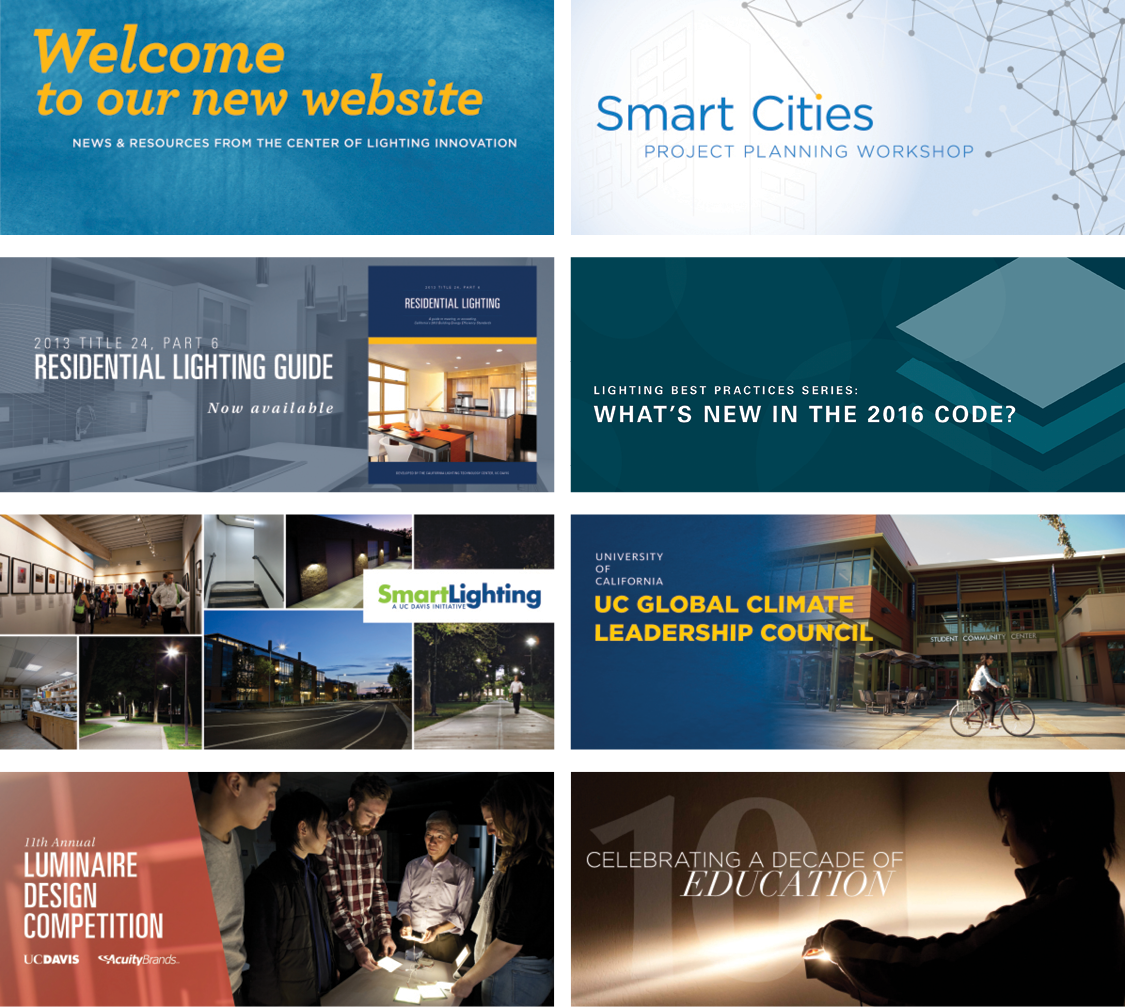 Welcome
to our new website
NEWS & RESOURCES FROM THE CENTER OF LIGHTING INNOVATION
Smart Cities
PROJECT PLANNING WORKSHOP
2013 TITLE 24, PART 6
RESIDENTIAL LIGHTING GUIDE
Now available
2013 TITLE 24, PART 6
RESIDENTIAL LIGHTING
DEVELOPED BY THE CALIFORNIA LIGHTING TECHNOLOGY CENTER, UC DAVIS
LIGHTING BEST PRACTICES SERIES:
WHAT'S NEW IN THE 2016 CODE?
SmartLighting
A UC DAVIS INITIATIVE
UNIVERSITY
OF
CALIFORNIA
UC GLOBAL CLIMATE
LEADERSHIP COUNCIL
STUDENT COMMUNITY CENTER
11th Annual
LUMINAIRE
DESIGN
COMPETITION
UCDAVIS
AcuityBrands
10
CELEBRATING A DECADE OF
EDUCATION